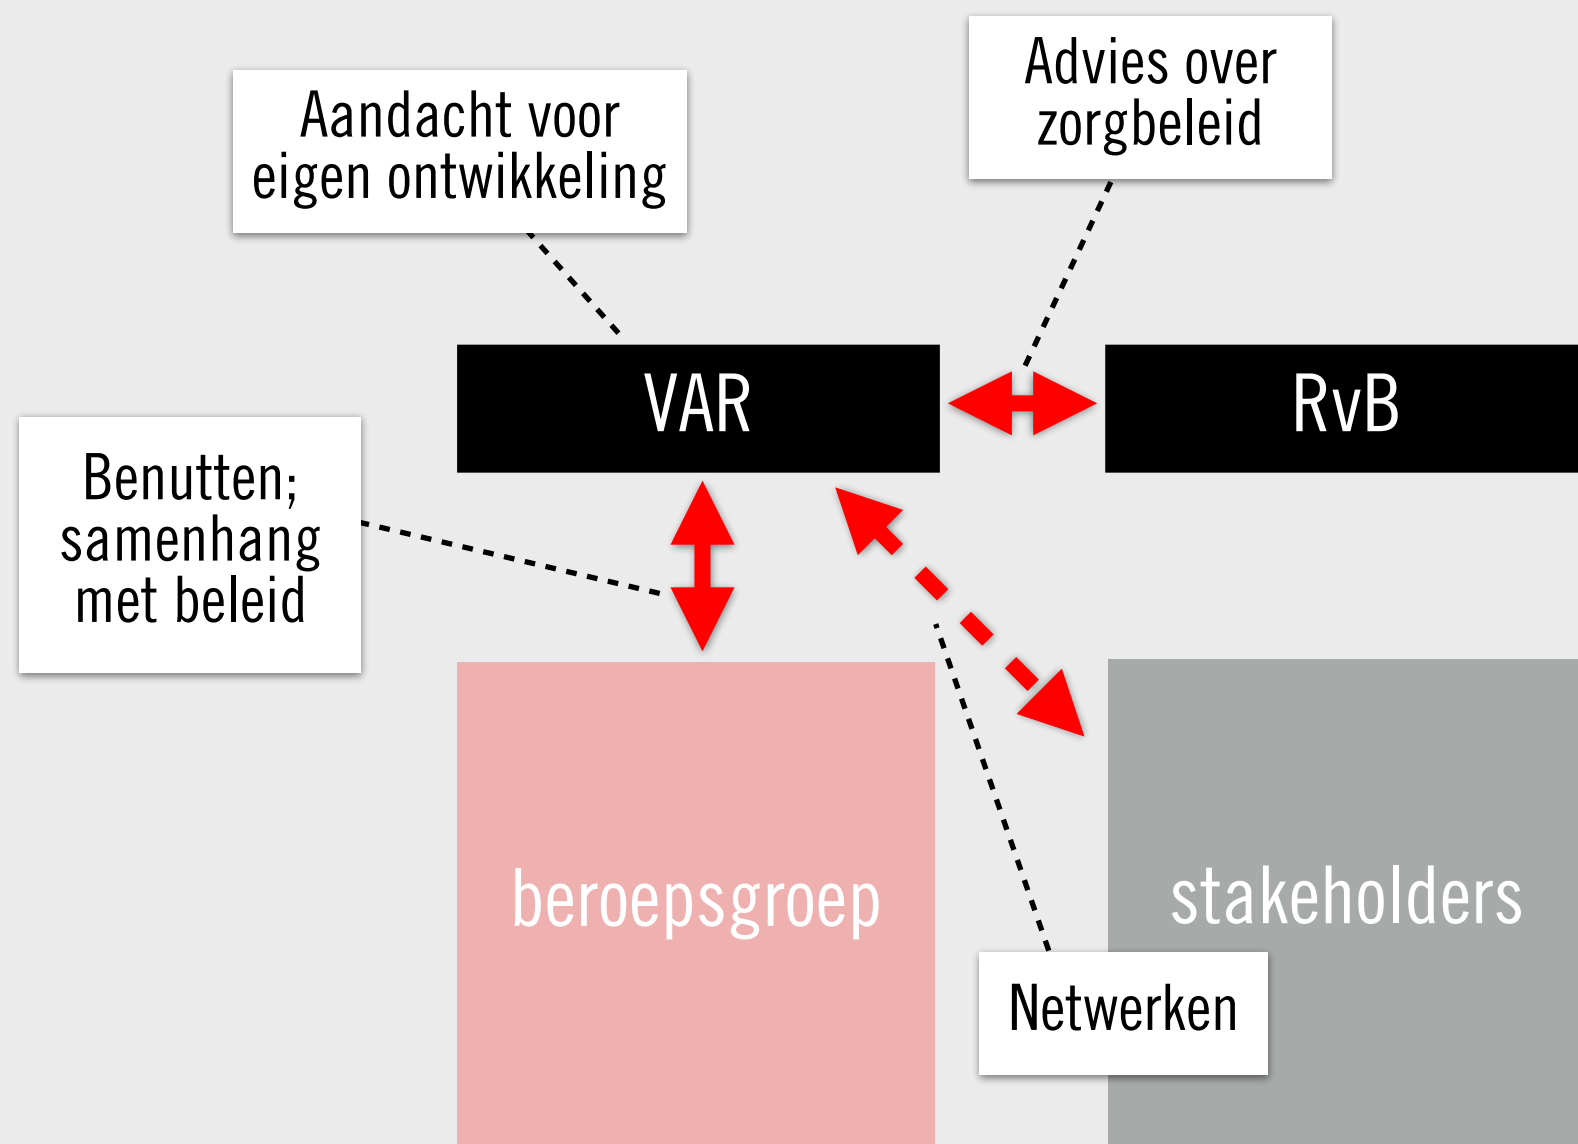 Advies over
zorgbeleid
Aandacht voor
eigen ontwikkeling
VAR
RvB
Benutten;
samenhang
met beleid
beroepsgroep
stakeholders
Netwerken